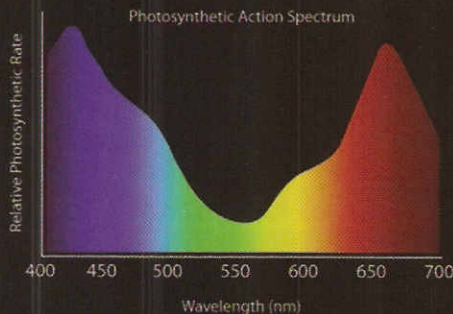 Photosynthetic Action Spectrum
Relative Photosynthetic Rate
400 450 500 550 600 650 700
Wavelength (nm)